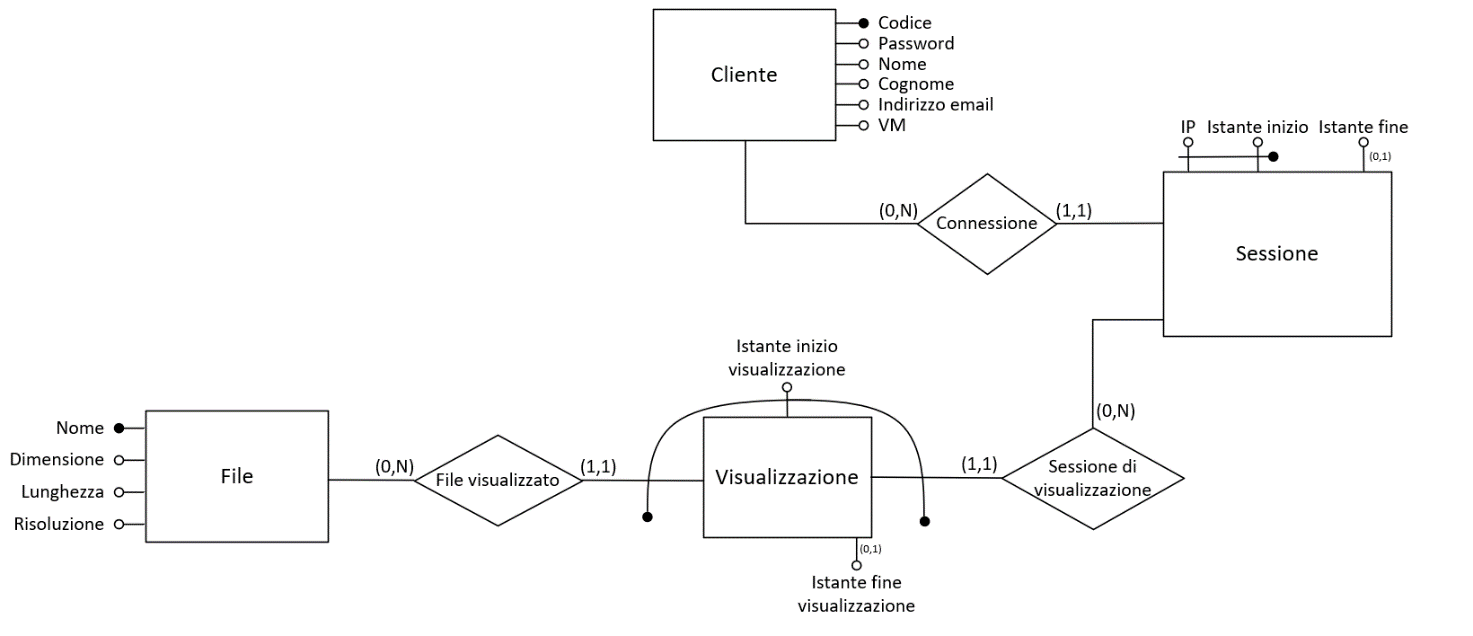 Cliente
Codice
Password
Nome
Cognome
Indirizzo email
VM
IP Istante inizio Istante fine
(0,1)
(0,N) Connessione (1,1)
Sessione
Istante inizio
visualizzazione
(0,N)
Nome
Dimensione
Lunghezza
Risoluzione
File
(0,N) File visualizzato (1,1)
Visualizzazione
(1,1)
Sessione di
visualizzazione
(0,1)
Istante fine
visualizzazione